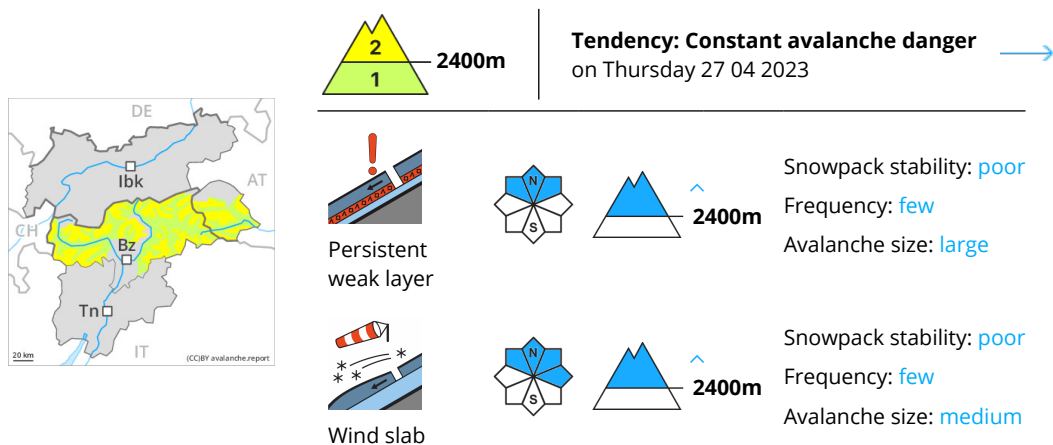 2
1
2400m
Tendency: Constant avalanche danger
on Thursday 27 04 2023
DE
Ibk
AT
CH
Bz
Tn
IT
20 km
(CC)BY avalanche.report
Persistent
weak layer
N
S
2400m
Snowpack stability: poor
Frequency: few
Avalanche size: large
Wind slab
N
S
2400m
Snowpack stability: poor
Frequency: few
Avalanche size: medium